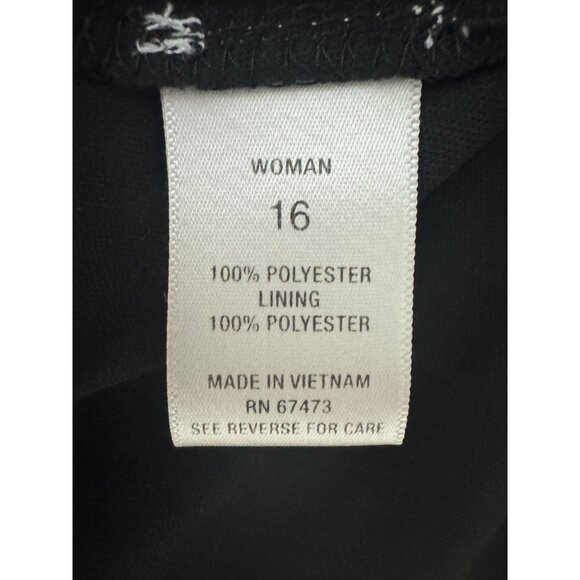 WOMAN
16
100% POLYESTER
LINING
100% POLYESTER
MADE IN VIETNAM
RN 67473
SEE REVERSE FOR CARE